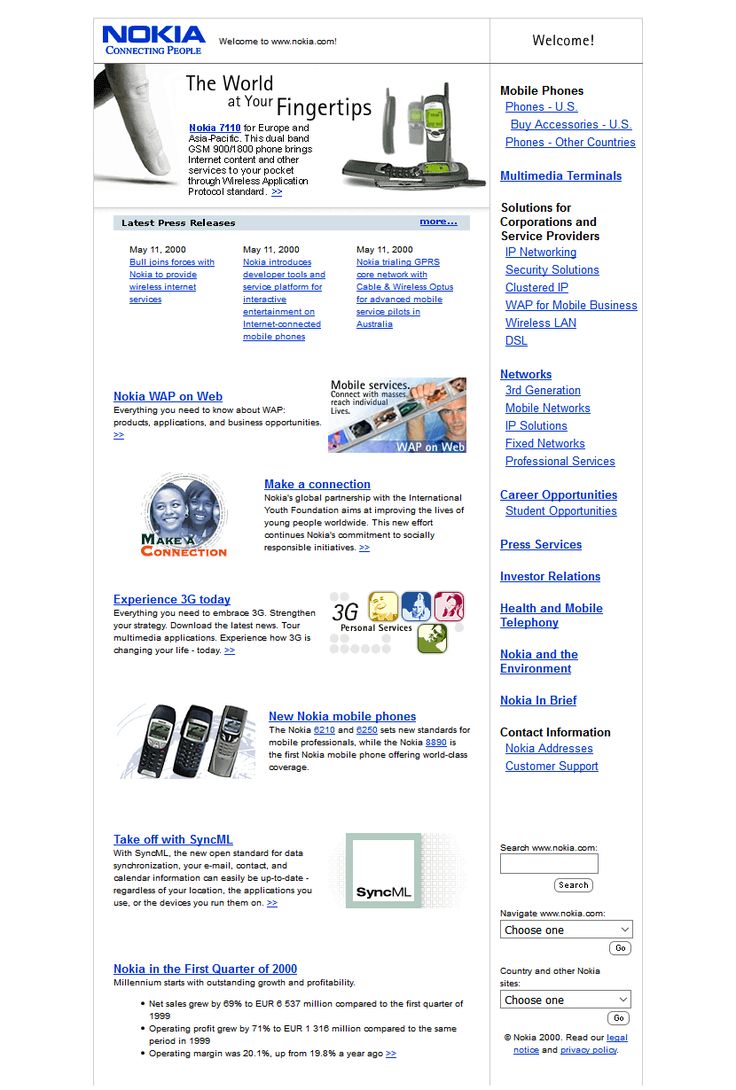 NOKIA
CONNECTING PEOPLE
Welcome to www.nokia.com!
Welcome!
The World
at Your Fingertips
Nokia 7110 for Europe and
Asia-Pacific. This dual band
GSM 900/1800 phone brings
Internet content and other
services to your pocket
through Wireless Application
Protocol standard. >>
Latest Press Releases
more...
May 11, 2000
Bull joins forces with
Nokia to provide
wireless internet
services
May 11, 2000
Nokia introduces
developer tools and
service platform for
interactive
entertainment on
Internet-connected
mobile phones
May 11, 2000
Nokia trialing GPRS
core network with
Cable & Wireless Optus
for advanced mobile
service pilots in
Australia
Nokia WAP on Web
Everything you need to know about WAP:
products, applications, and business opportunities.
>>
Mobile services.
Connect with masses,
reach individual
Lives.
WAP on Web
MAKE A
CONNECTION
Make a connection
Nokia's global partnership with the International
Youth Foundation aims at improving the lives of
young people worldwide. This new effort
continues Nokia's commitment to socially
responsible initiatives. >>
Experience 3G today
Everything you need to embrace 3G. Strengthen
your strategy. Download the latest news. Tour
multimedia applications. Experience how 3G is
changing your life - today. >>
3G
Personal Services
New Nokia mobile phones
The Nokia 6210 and 6250 sets new standards for
mobile professionals, while the Nokia 8890 is
the first Nokia mobile phone offering world-class
coverage.
Take off with SyncML
With SyncML, the new open standard for data
synchronization, your e-mail, contact, and
calendar information can easily be up-to-date -
regardless of your location, the applications you
use, or the devices you run them on. >>
SyncML
Nokia in the First Quarter of 2000
Millennium starts with outstanding growth and profitability.
• Net sales grew by 69% to EUR 6 537 million compared to the first quarter of
1999
• Operating profit grew by 71% to EUR 1 316 million compared to the same
period in 1999
• Operating margin was 20.1%, up from 19.8% a year ago >>
Mobile Phones
Phones - U.S.
Buy Accessories - U.S.
Phones - Other Countries
Multimedia Terminals
Solutions for
Corporations and
Service Providers
IP Networking
Security Solutions
Clustered IP
WAP for Mobile Business
Wireless LAN
DSL
Networks
3rd Generation
Mobile Networks
IP Solutions
Fixed Networks
Professional Services
Career Opportunities
Student Opportunities
Press Services
Investor Relations
Health and Mobile
Telephony
Nokia and the
Environment
Nokia In Brief
Contact Information
Nokia Addresses
Customer Support
Search www.nokia.com:
Search
Navigate www.nokia.com:
Choose one
Go
Country and other Nokia
sites:
Choose one
Go
© Nokia 2000. Read our legal
notice and privacy policy.